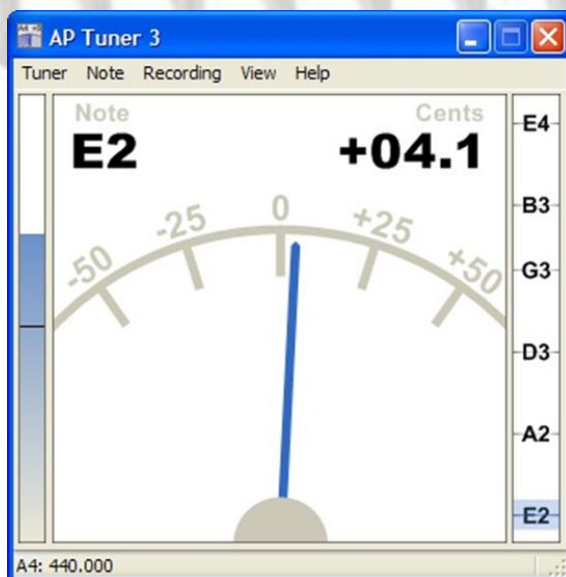 AP Tuner 3
Tuner Note Recording View Help
Note Cents
E2 +04.1
-50 -25 0 +25 +50
E4
B3
G3
D3
A2
E2
A4: 440.000